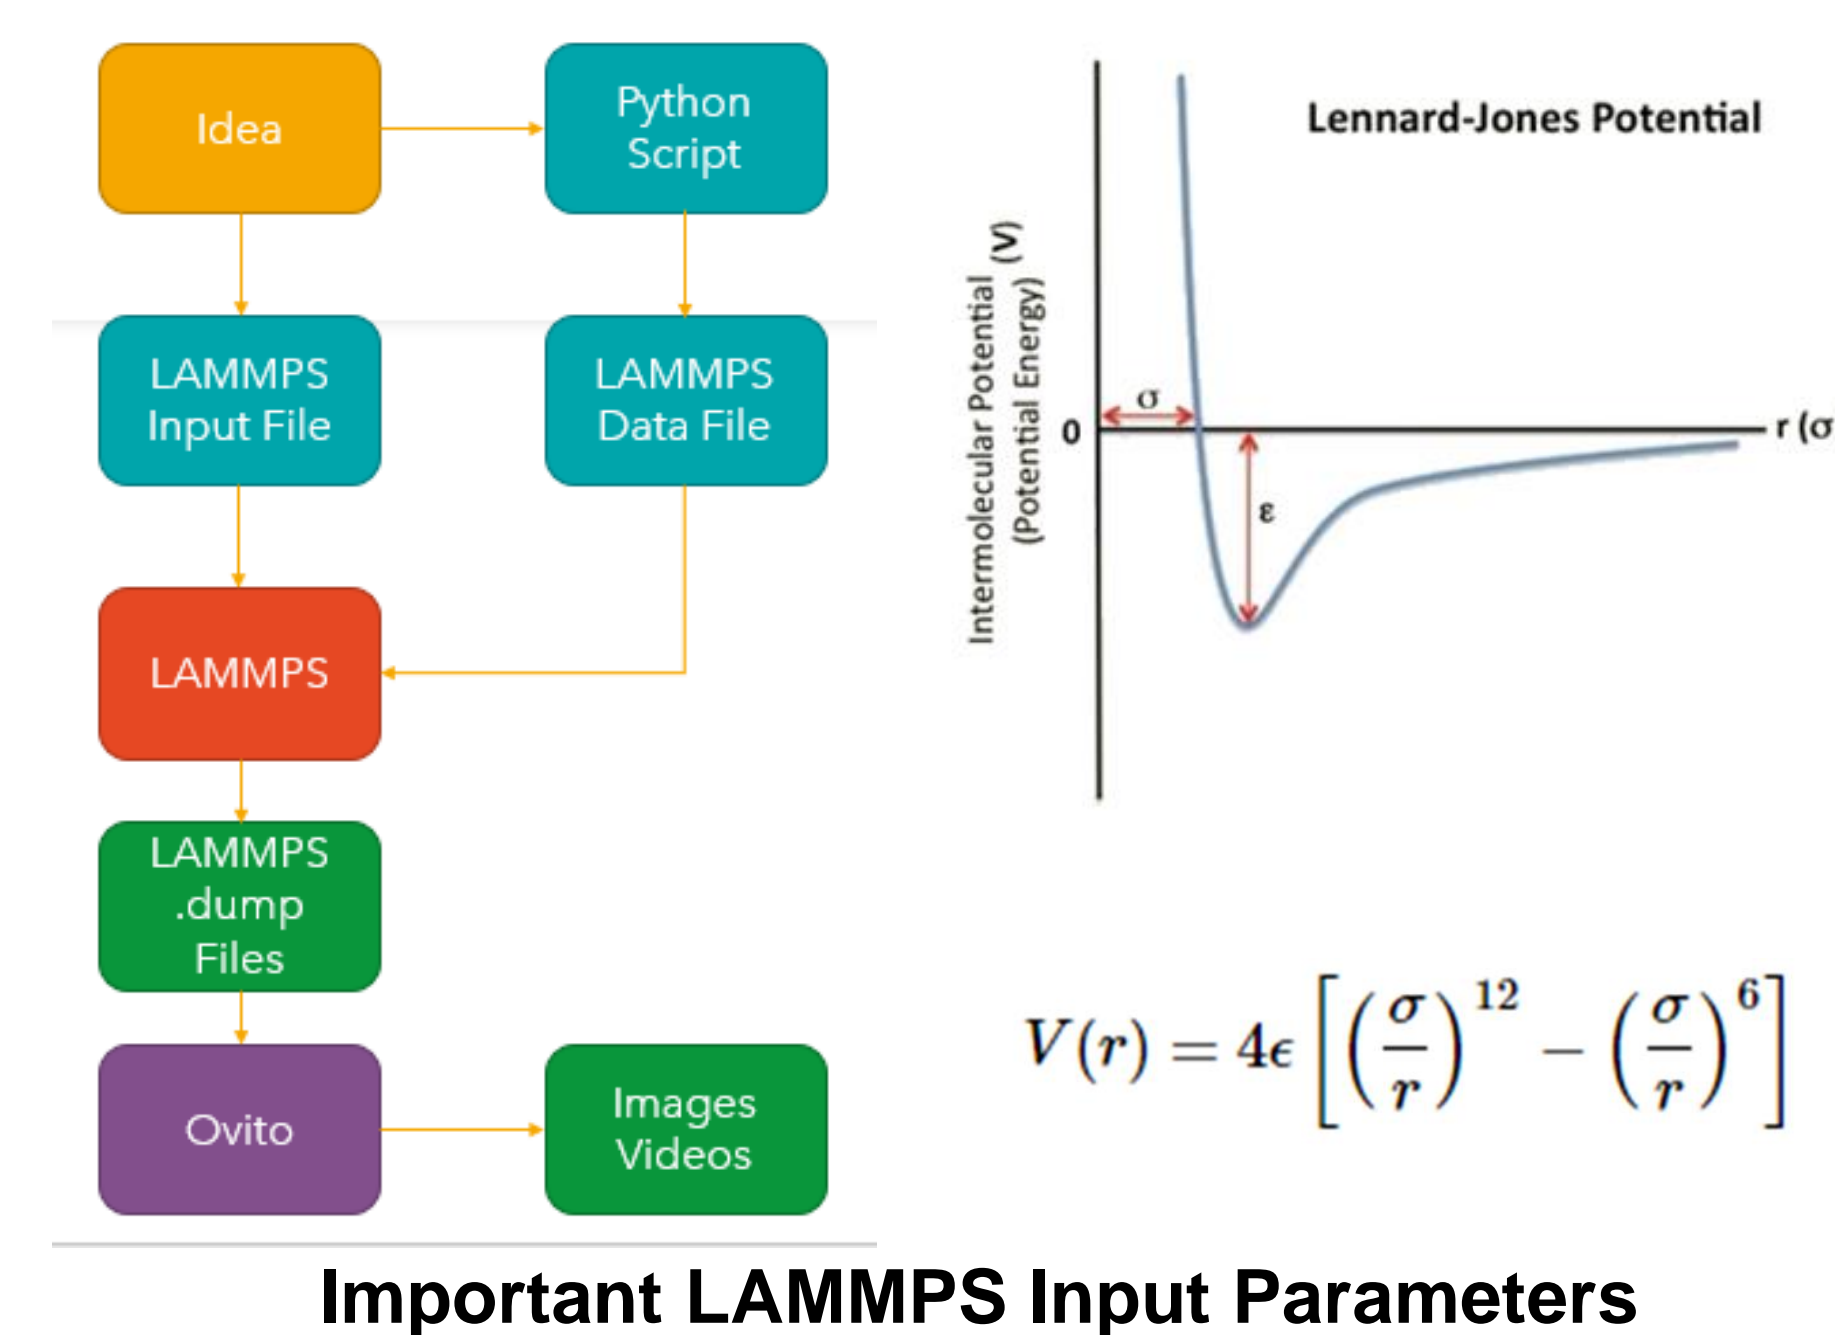 Idea
Python
Script
LAMMPS
Input File
LAMMPS
Data File
LAMMPS
LAMMPS
.dump
Files
Ovito
Images
Videos
Lennard-Jones Potential
Intermolecular Potential (V)
(Potential Energy)
σ
0
r (σ
ε
V(r) = 4ϵ [(σ/r)^12 − (σ/r)^6]
Important LAMMPS Input Parameters